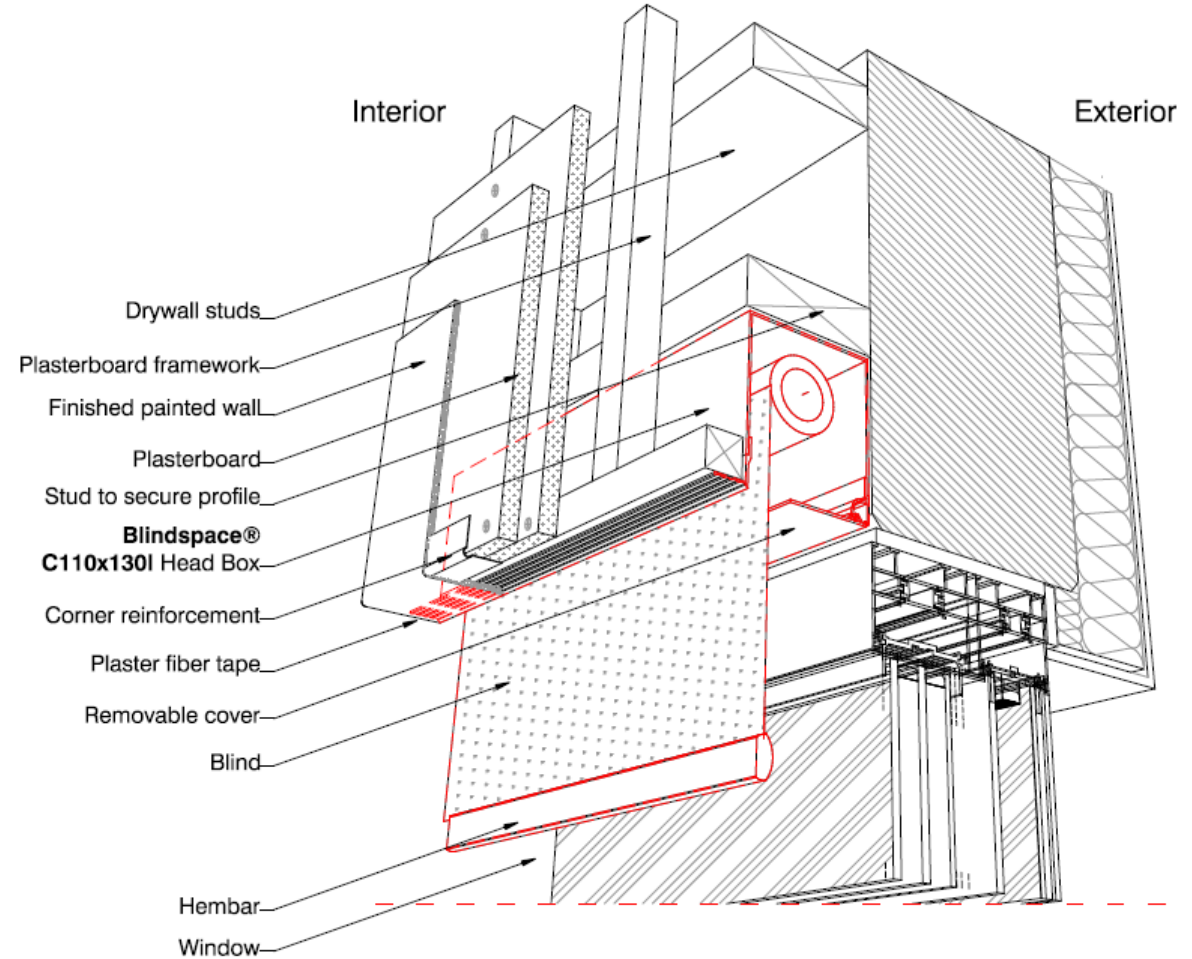 Interior
Exterior
Drywall studs
Plasterboard framework
Finished painted wall
Plasterboard
Stud to secure profile
Blindspace®
C110x130I Head Box
Corner reinforcement
Plaster fiber tape
Removable cover
Blind
Hembar
Window